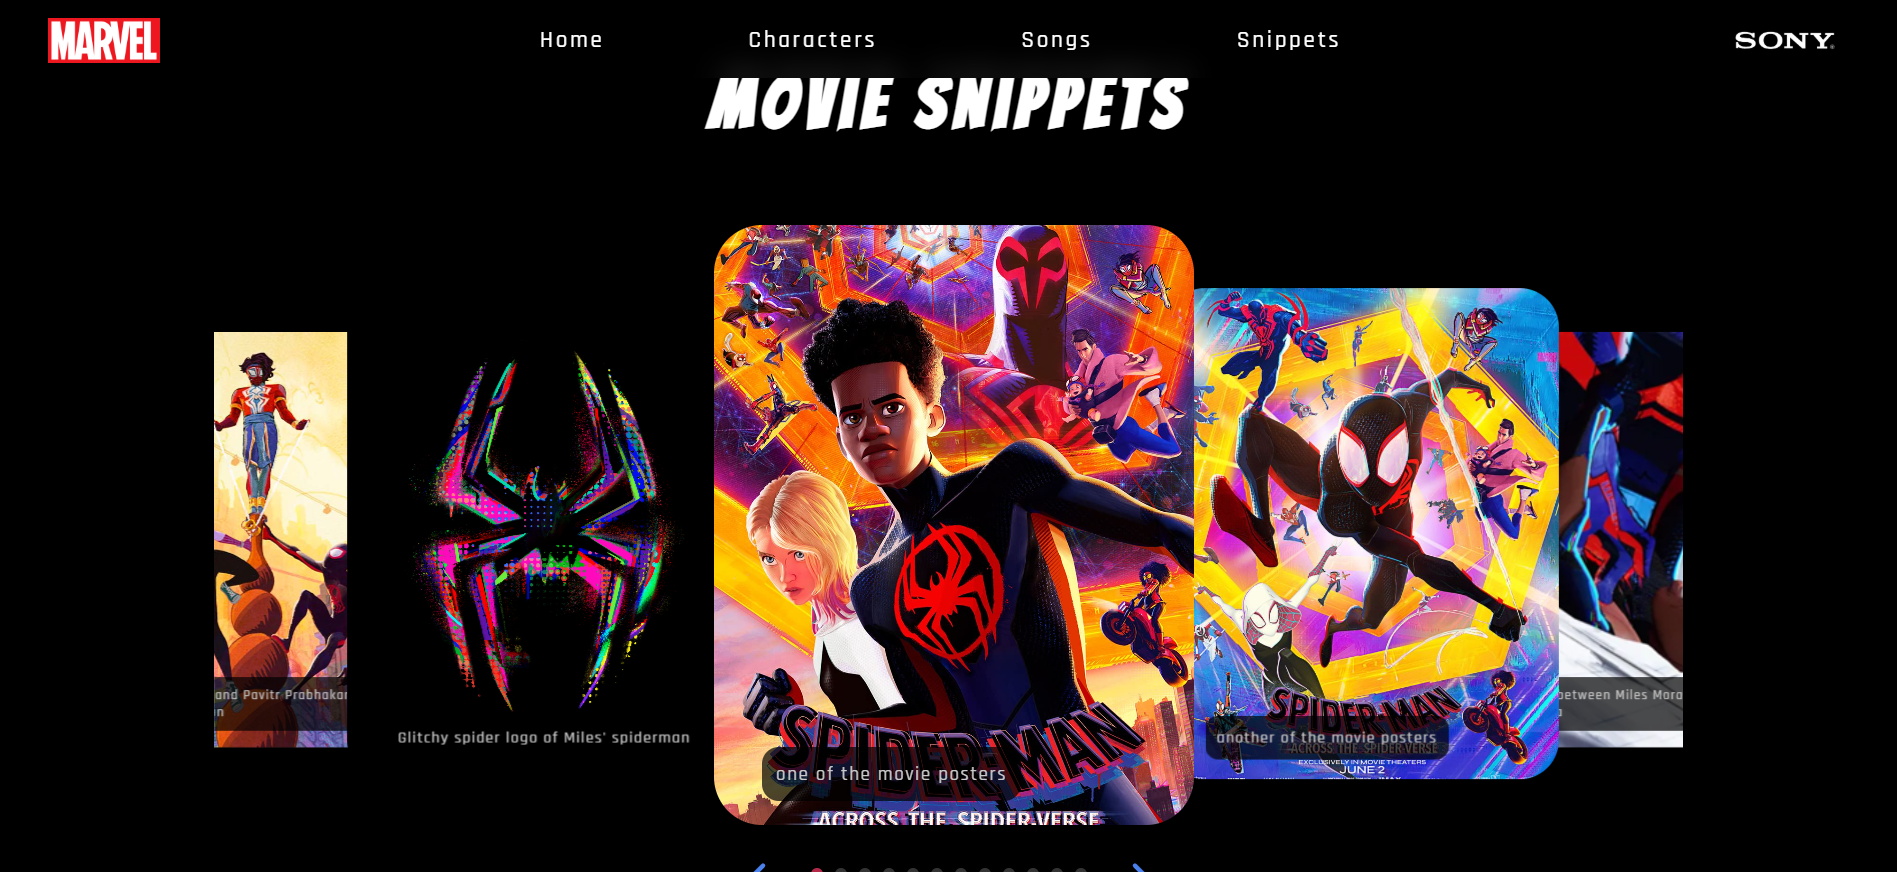 MARVEL
Home
Characters
Songs
Snippets
SONY
MOVIE SNIPPETS
and Pavitr Prabhakar
Glitchy spider logo of Miles' spiderman
SPIDER-MAN
one of the movie posters
ACROSS THE SPIDER-VERSE
SPIDER-MAN
another of the movie posters
ACROSS THE SPIDER-VERSE
EXCLUSIVELY IN MOVIE THEATERS
JUNE 2
between Miles Mora